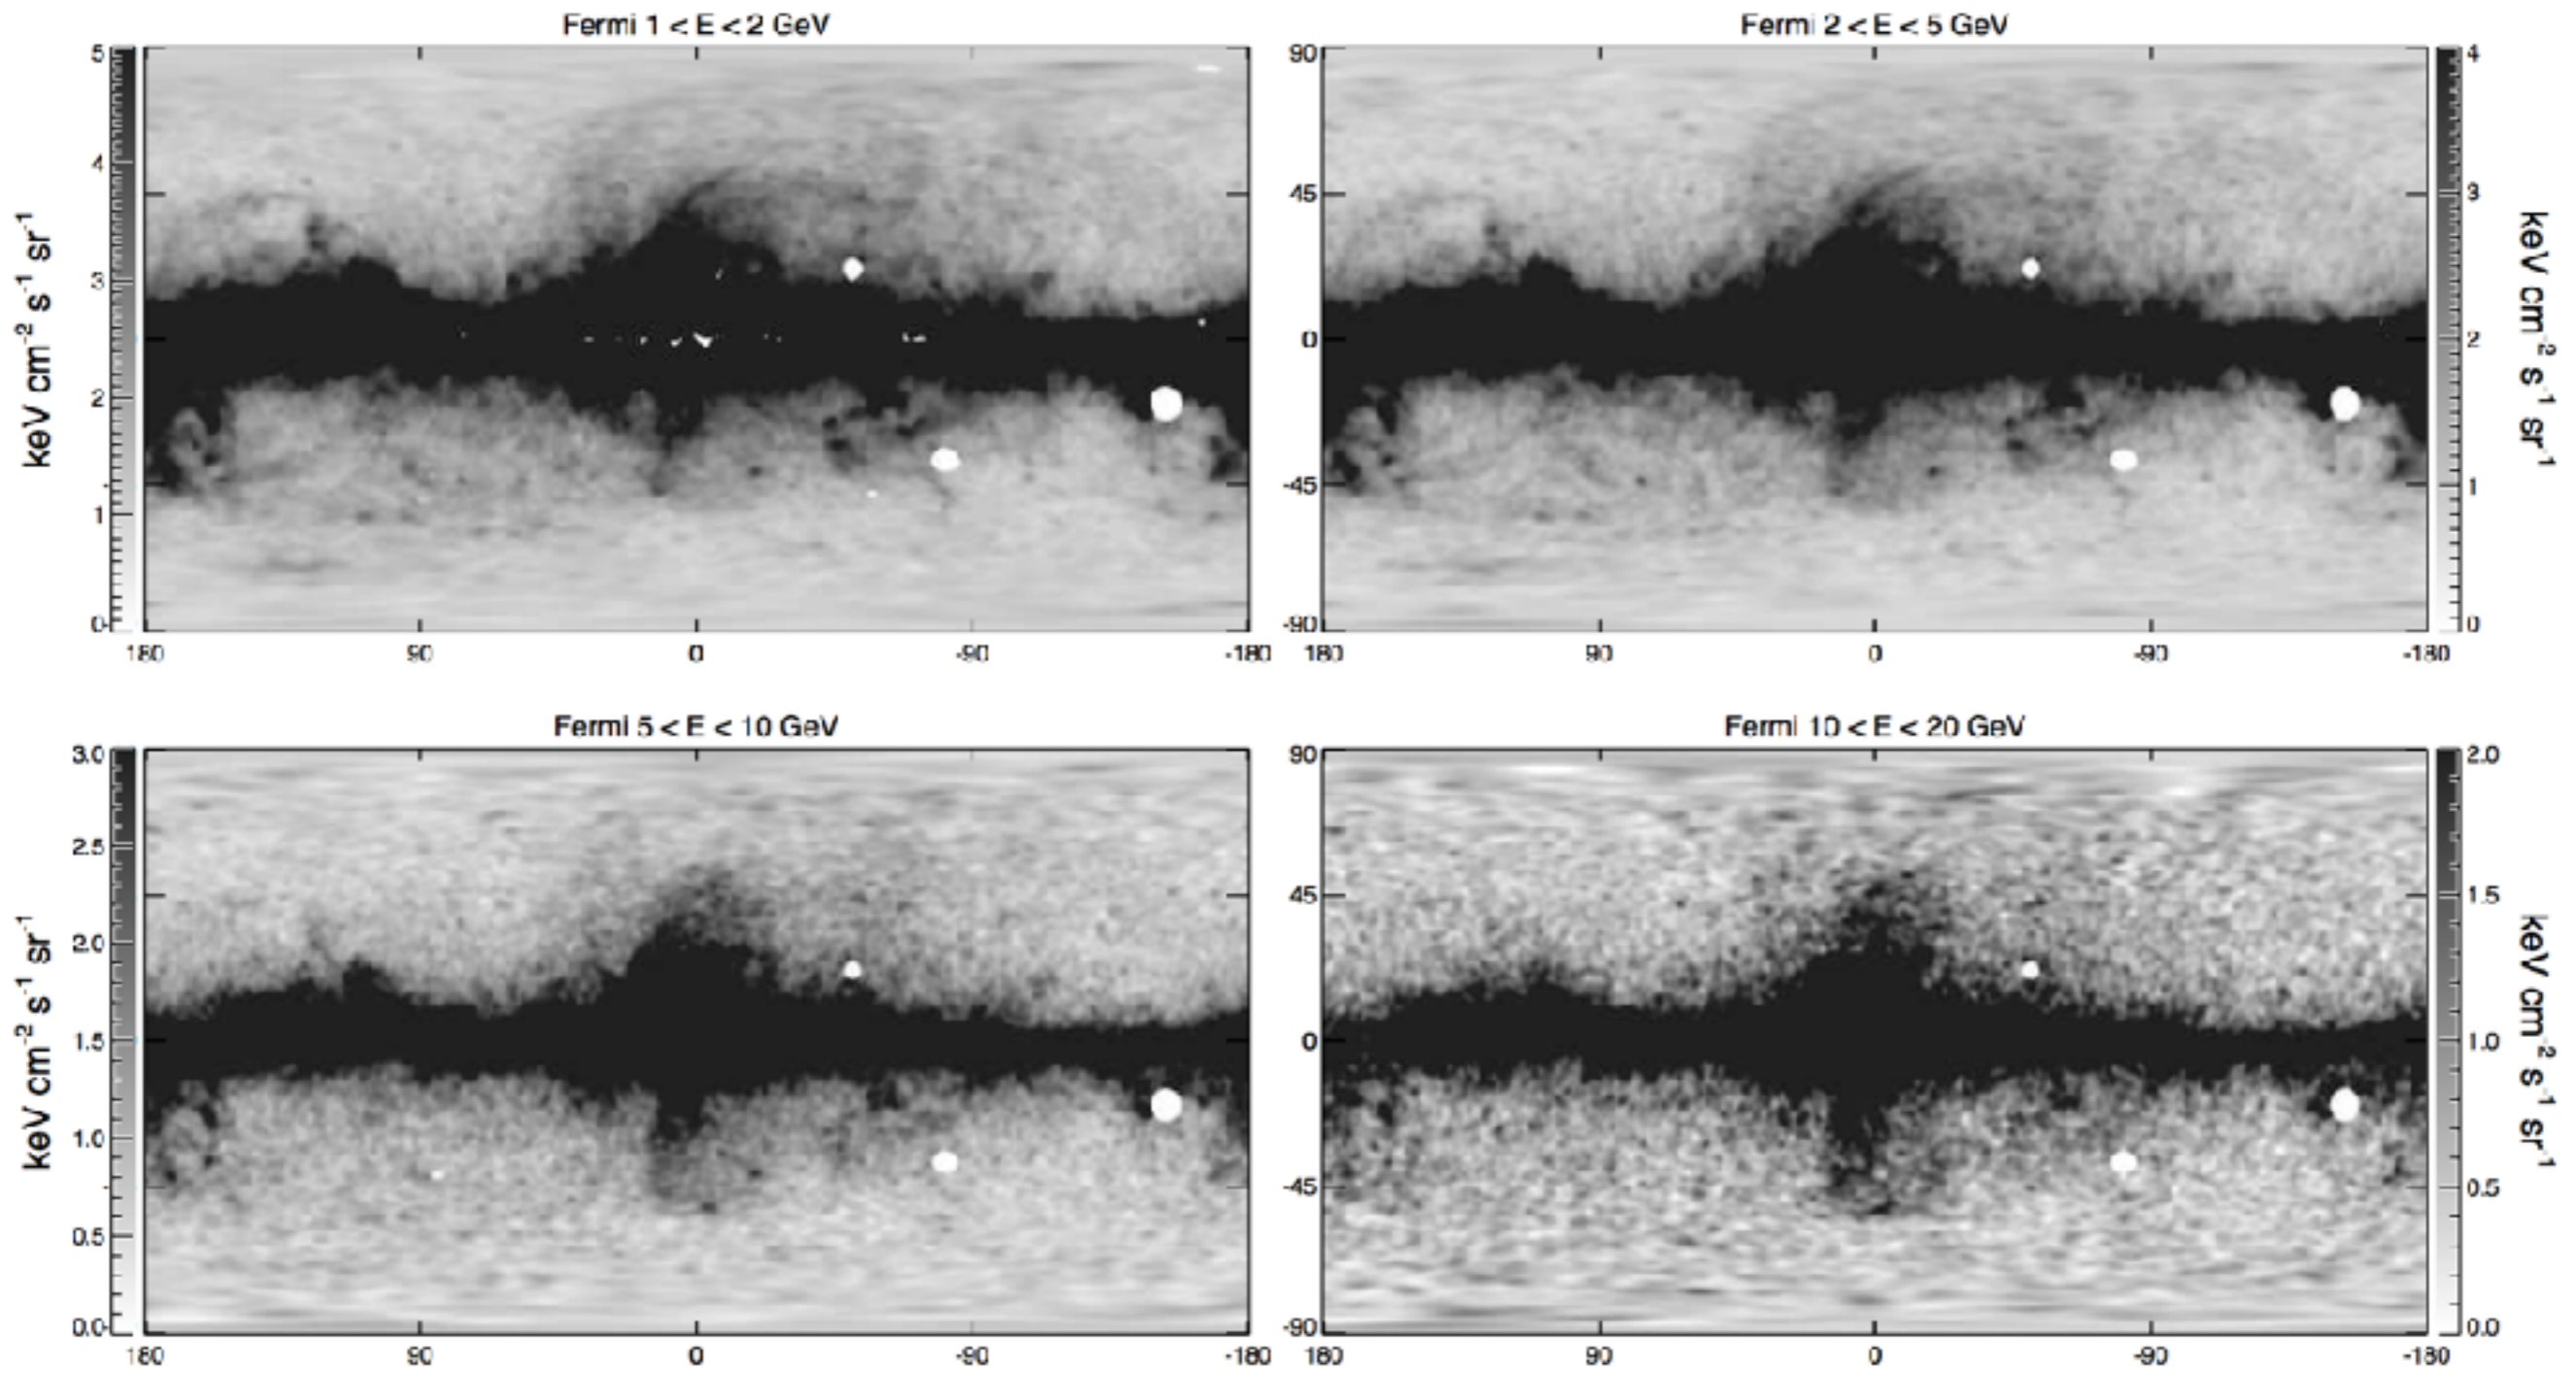 Fermi 1 < E < 2 GeV
5
4
3
2
1
0
keV cm-2 s-1 sr-1
180 90 0 -90 -180
Fermi 2 < E < 5 GeV
90
45
0
-45
-90
180 90 0 -90 -180
4
3
2
1
0
keV cm-2 s-1 sr-1
Fermi 5 < E < 10 GeV
3.0
2.5
2.0
1.5
1.0
0.5
0.0
keV cm-2 s-1 sr-1
180 90 0 -90 -180
Fermi 10 < E < 20 GeV
90
45
0
-45
-90
180 90 0 -90 -180
2.0
1.5
1.0
0.5
0.0
keV cm-2 s-1 sr-1